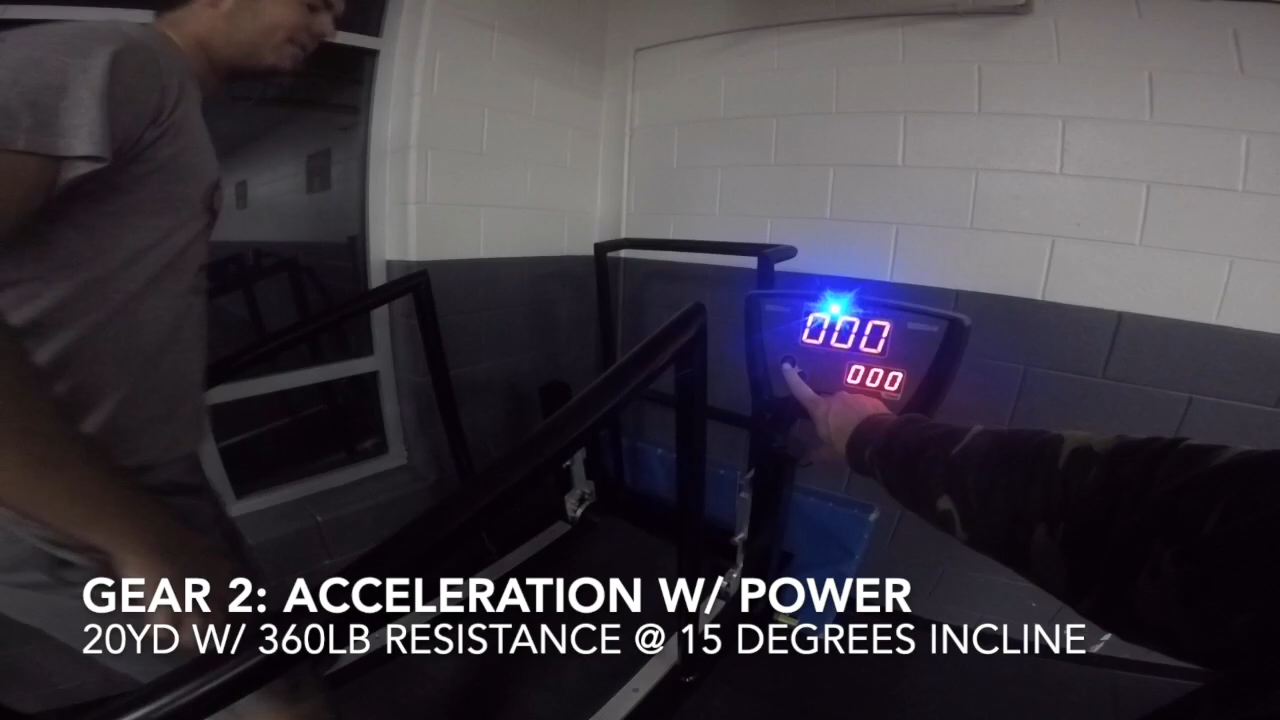 000
000
GEAR 2: ACCELERATION W/ POWER
20YD W/ 360LB RESISTANCE @ 15 DEGREES INCLINE